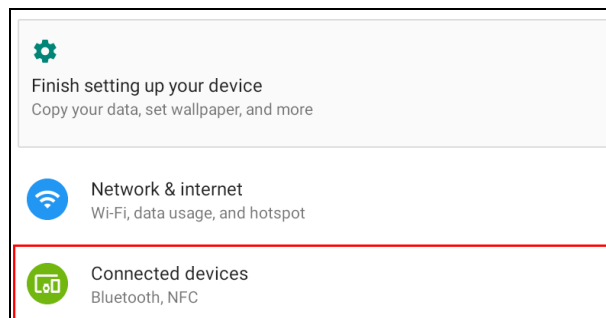 Finish setting up your device
Copy your data, set wallpaper, and more
Network & internet
Wi-Fi, data usage, and hotspot
Connected devices
Bluetooth, NFC